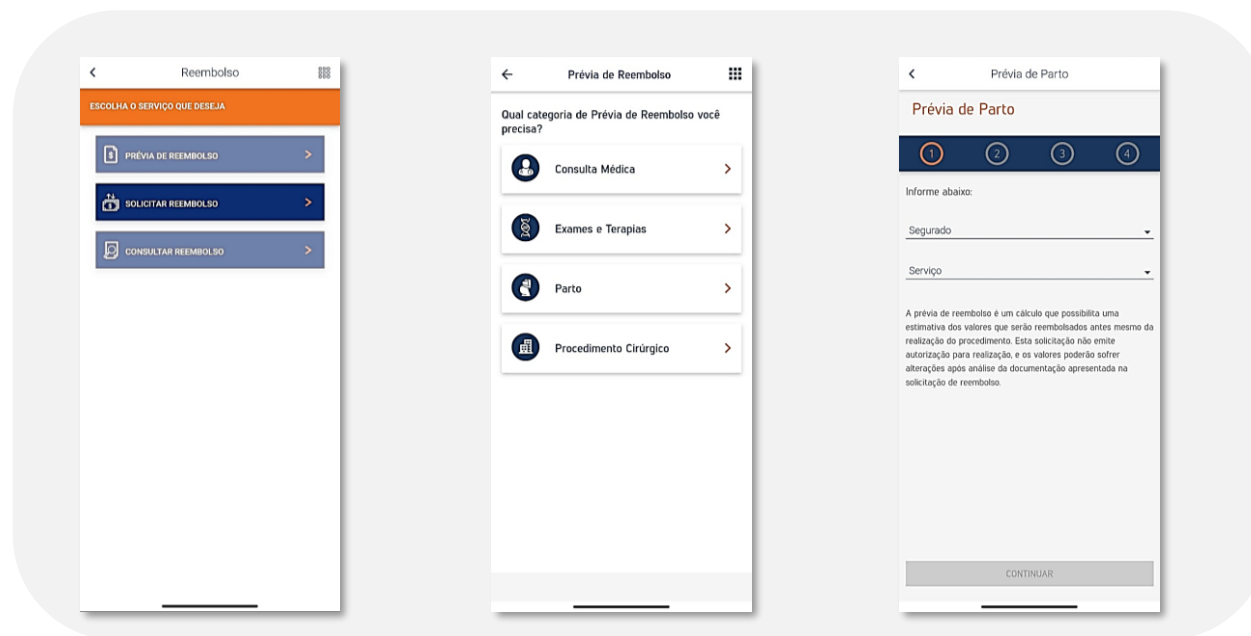 Reembolso
ESCOLHA O SERVIÇO QUE DESEJA
PRÉVIA DE REEMBOLSO
SOLICITAR REEMBOLSO
CONSULTAR REEMBOLSO
Prévia de Reembolso
Qual categoria de Prévia de Reembolso você
precisa?
Consulta Médica
Exames e Terapias
Parto
Procedimento Cirúrgico
Prévia de Parto
Prévia de Parto
1 2 3 4
Informe abaixo:
Segurado
Serviço
A prévia de reembolso é um cálculo que possibilita uma
estimativa dos valores que serão reembolsados antes mesmo da
realização do procedimento. Esta solicitação não emite
autorização para realização, e os valores poderão sofrer
alterações após análise da documentação apresentada na
solicitação de reembolso.
CONTINUAR